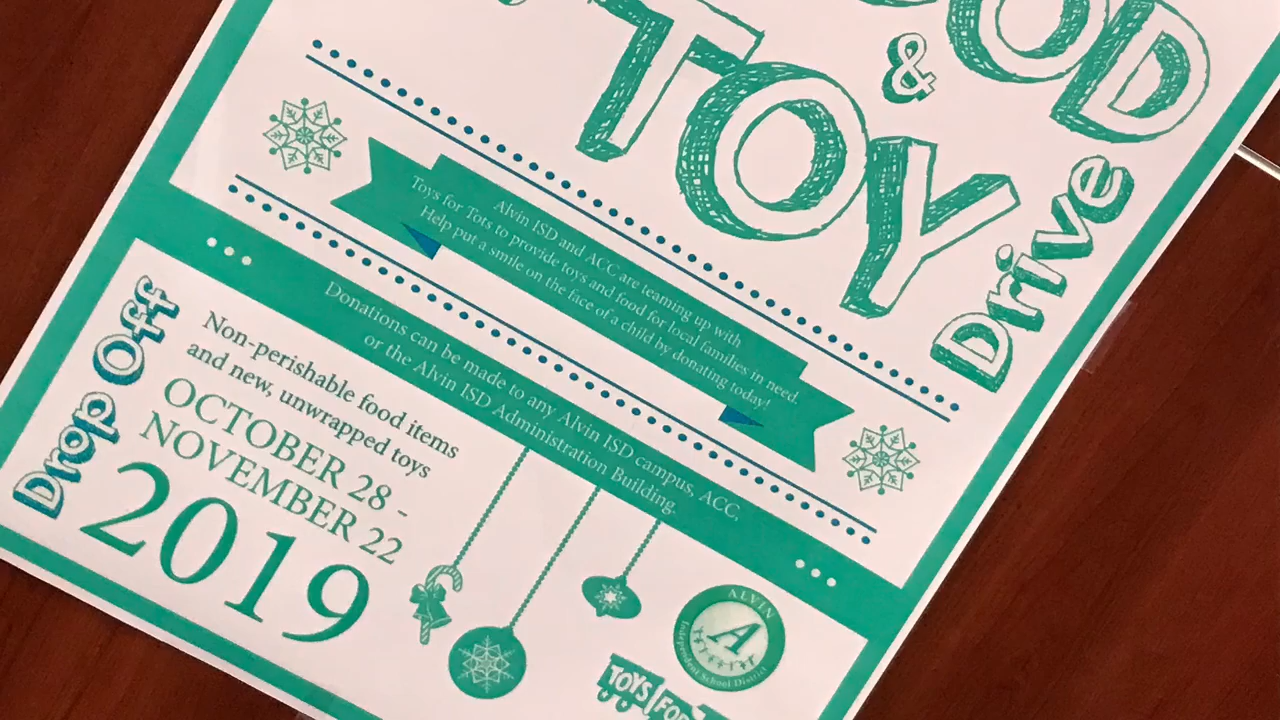 & 
TOY
Drive
Alvin ISD and ACC are teaming up with
Toys for Tots to provide toys and food for local families in need.
Help put a smile on the face of a child by donating today!
Donations can be made to any Alvin ISD campus, ACC,
or the Alvin ISD Administration Building.
Drop Off
Non-perishable food items
and new, unwrapped toys
OCTOBER 28 -
NOVEMBER 22
2019
ALVIN
A
Independent School District
TOYS FOR